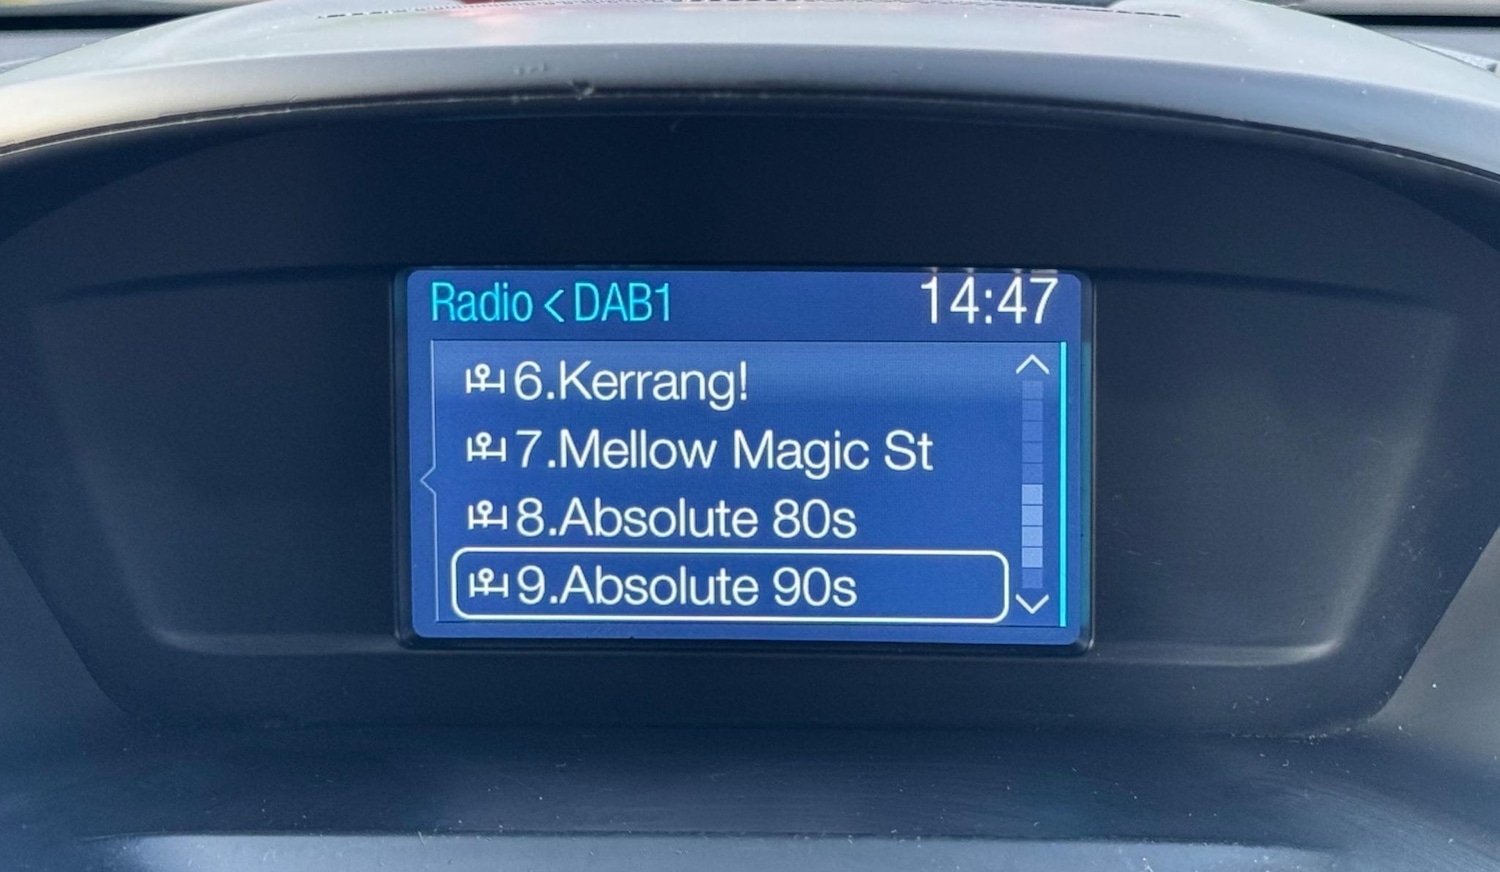 Radio < DAB1
14:47
6.Kerrang!
7.Mellow Magic St
8.Absolute 80s
9.Absolute 90s